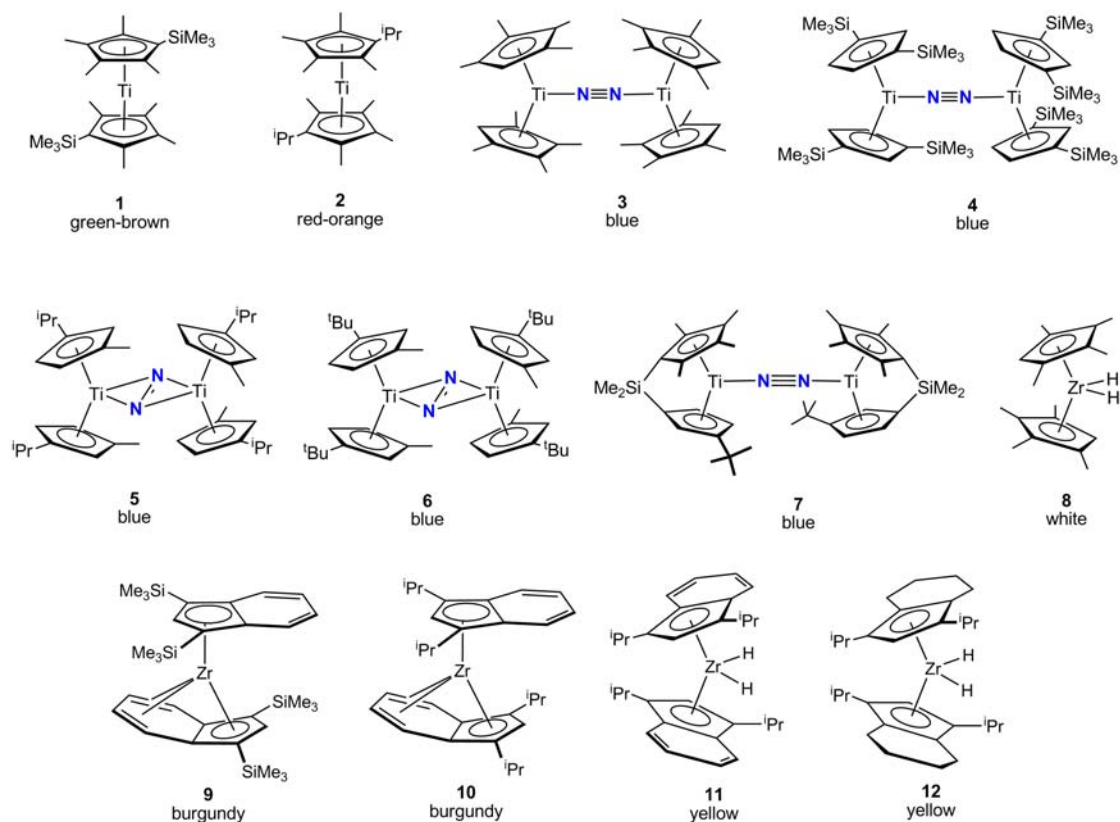 SiMe₃
Ti
Me₃Si
1
green-brown
ⁱPr
Ti
ⁱPr
2
red-orange
Ti N≡N Ti
3
blue
Me₃Si
SiMe₃
SiMe₃
SiMe₃
Ti N≡N Ti
SiMe₃
Me₃Si
SiMe₃
SiMe₃
4
blue
ⁱPr
ⁱPr
N
Ti
Ti
N
ⁱPr
ⁱPr
5
blue
ᵗBu
ᵗBu
N
Ti
Ti
N
ᵗBu
ᵗBu
6
blue
Me₂Si
Ti N≡N Ti
SiMe₂
7
blue
Zr
H
H
8
white
Me₃Si
Me₃Si
Zr
SiMe₃
SiMe₃
9
burgundy
ⁱPr
ⁱPr
Zr
ⁱPr
ⁱPr
10
burgundy
ⁱPr
ⁱPr
Zr
H
H
ⁱPr
ⁱPr
11
yellow
ⁱPr
ⁱPr
Zr
H
H
ⁱPr
ⁱPr
12
yellow